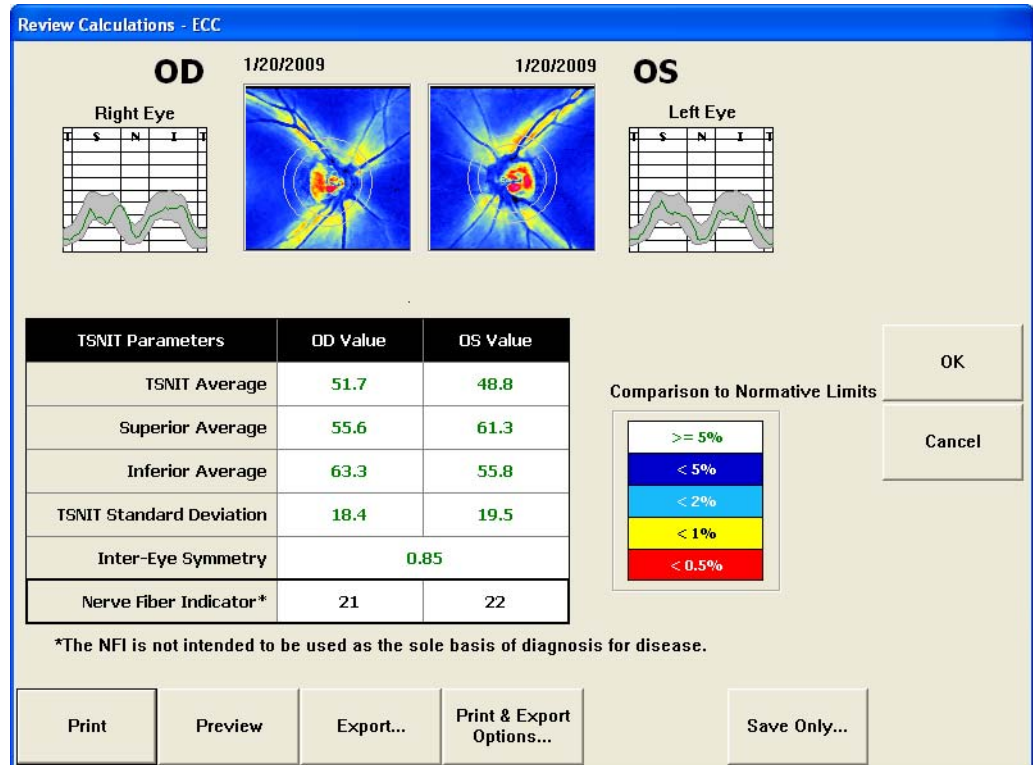 Review Calculations - ECC
OD 1/20/2009 1/20/2009 OS
Right Eye Left Eye
T S N I T T S N I T
TSNIT Parameters OD Value OS Value
TSNIT Average 51.7 48.8
Superior Average 55.6 61.3
Inferior Average 63.3 55.8
TSNIT Standard Deviation 18.4 19.5
Inter-Eye Symmetry 0.85
Nerve Fiber Indicator* 21 22
*The NFI is not intended to be used as the sole basis of diagnosis for disease.
Comparison to Normative Limits
>= 5%
< 5%
< 2%
< 1%
< 0.5%
OK
Cancel
Print
Preview
Export...
Print & Export
Options...
Save Only...